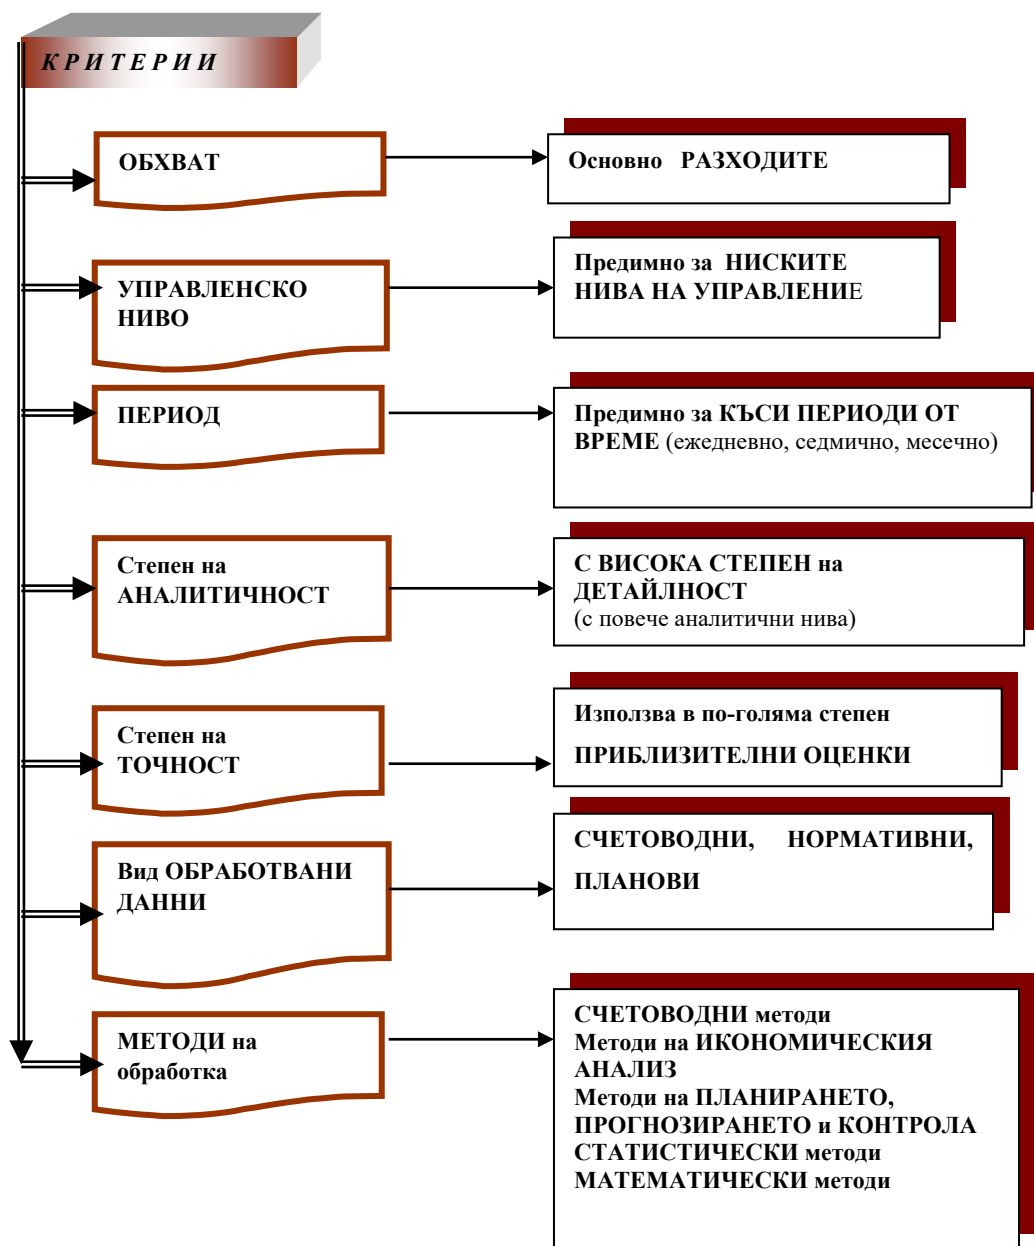 К Р И Т Е Р И И
ОБХВАТ
Основно РАЗХОДИТЕ
УПРАВЛЕНСКО
НИВО
Предимно за НИСКИТЕ
НИВА НА УПРАВЛЕНИЕ
ПЕРИОД
Предимно за КЪСИ ПЕРИОДИ ОТ
ВРЕМЕ (ежедневно, седмично, месечно)
Степен на
АНАЛИТИЧНОСТ
С ВИСОКА СТЕПЕН на
ДЕТАЙЛНОСТ
(с повече аналитични нива)
Степен на
ТОЧНОСТ
Използва в по-голяма степен
ПРИБЛИЗИТЕЛНИ ОЦЕНКИ
Вид ОБРАБОТВАНИ
ДАННИ
СЧЕТОВОДНИ, НОРМАТИВНИ,
ПЛАНОВИ
МЕТОДИ на
обработка
СЧЕТОВОДНИ методи
Методи на ИКОНОМИЧЕСКИЯ
АНАЛИЗ
Методи на ПЛАНИРАНЕТО,
ПРОГНОЗИРАНЕТО и КОНТРОЛА
СТАТИСТИЧЕСКИ методи
МАТЕМАТИЧЕСКИ методи